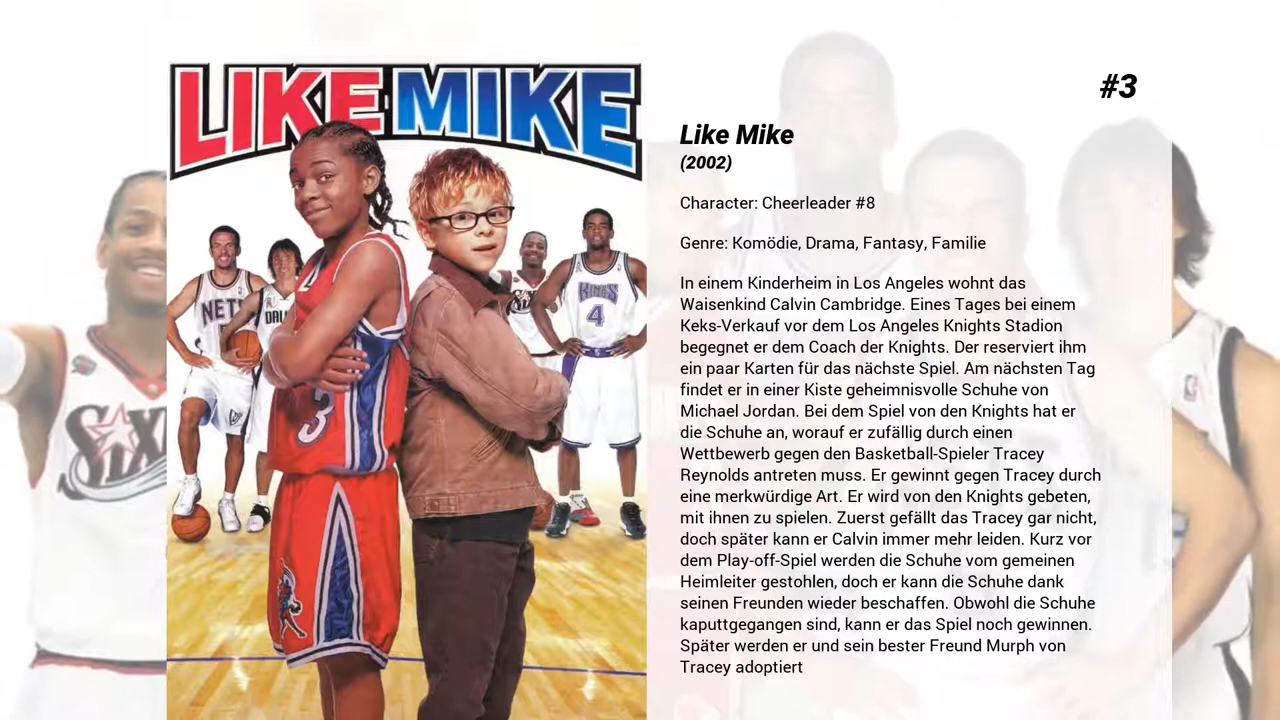 LIKE MIKE
NETS
DALL
3
SIX
KINGS
4
SIX
#3
Like Mike
(2002)
Character: Cheerleader #8
Genre: Komödie, Drama, Fantasy, Familie
In einem Kinderheim in Los Angeles wohnt das
Waisenkind Calvin Cambridge. Eines Tages bei einem
Keks-Verkauf vor dem Los Angeles Knights Stadion
begegnet er dem Coach der Knights. Der reserviert ihm
ein paar Karten für das nächste Spiel. Am nächsten Tag
findet er in einer Kiste geheimnisvolle Schuhe von
Michael Jordan. Bei dem Spiel von den Knights hat er
die Schuhe an, worauf er zufällig durch einen
Wettbewerb gegen den Basketball-Spieler Tracey
Reynolds antreten muss. Er gewinnt gegen Tracey durch
eine merkwürdige Art. Er wird von den Knights gebeten,
mit ihnen zu spielen. Zuerst gefällt das Tracey gar nicht,
doch später kann er Calvin immer mehr leiden. Kurz vor
dem Play-off-Spiel werden die Schuhe vom gemeinen
Heimleiter gestohlen, doch er kann die Schuhe dank
seinen Freunden wieder beschaffen. Obwohl die Schuhe
kaputtgegangen sind, kann er das Spiel noch gewinnen.
Später werden er und sein bester Freund Murph von
Tracey adoptiert